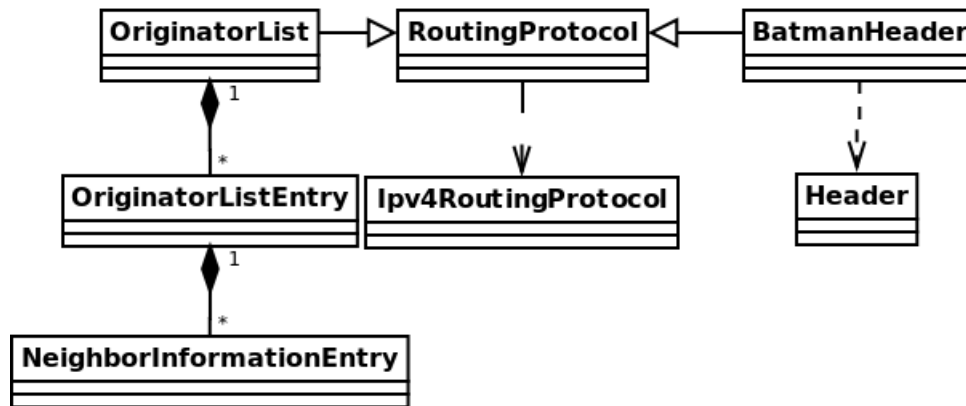 OriginatorList
RoutingProtocol
BatmanHeader
1
*
OriginatorListEntry
Ipv4RoutingProtocol
Header
1
*
NeighborInformationEntry